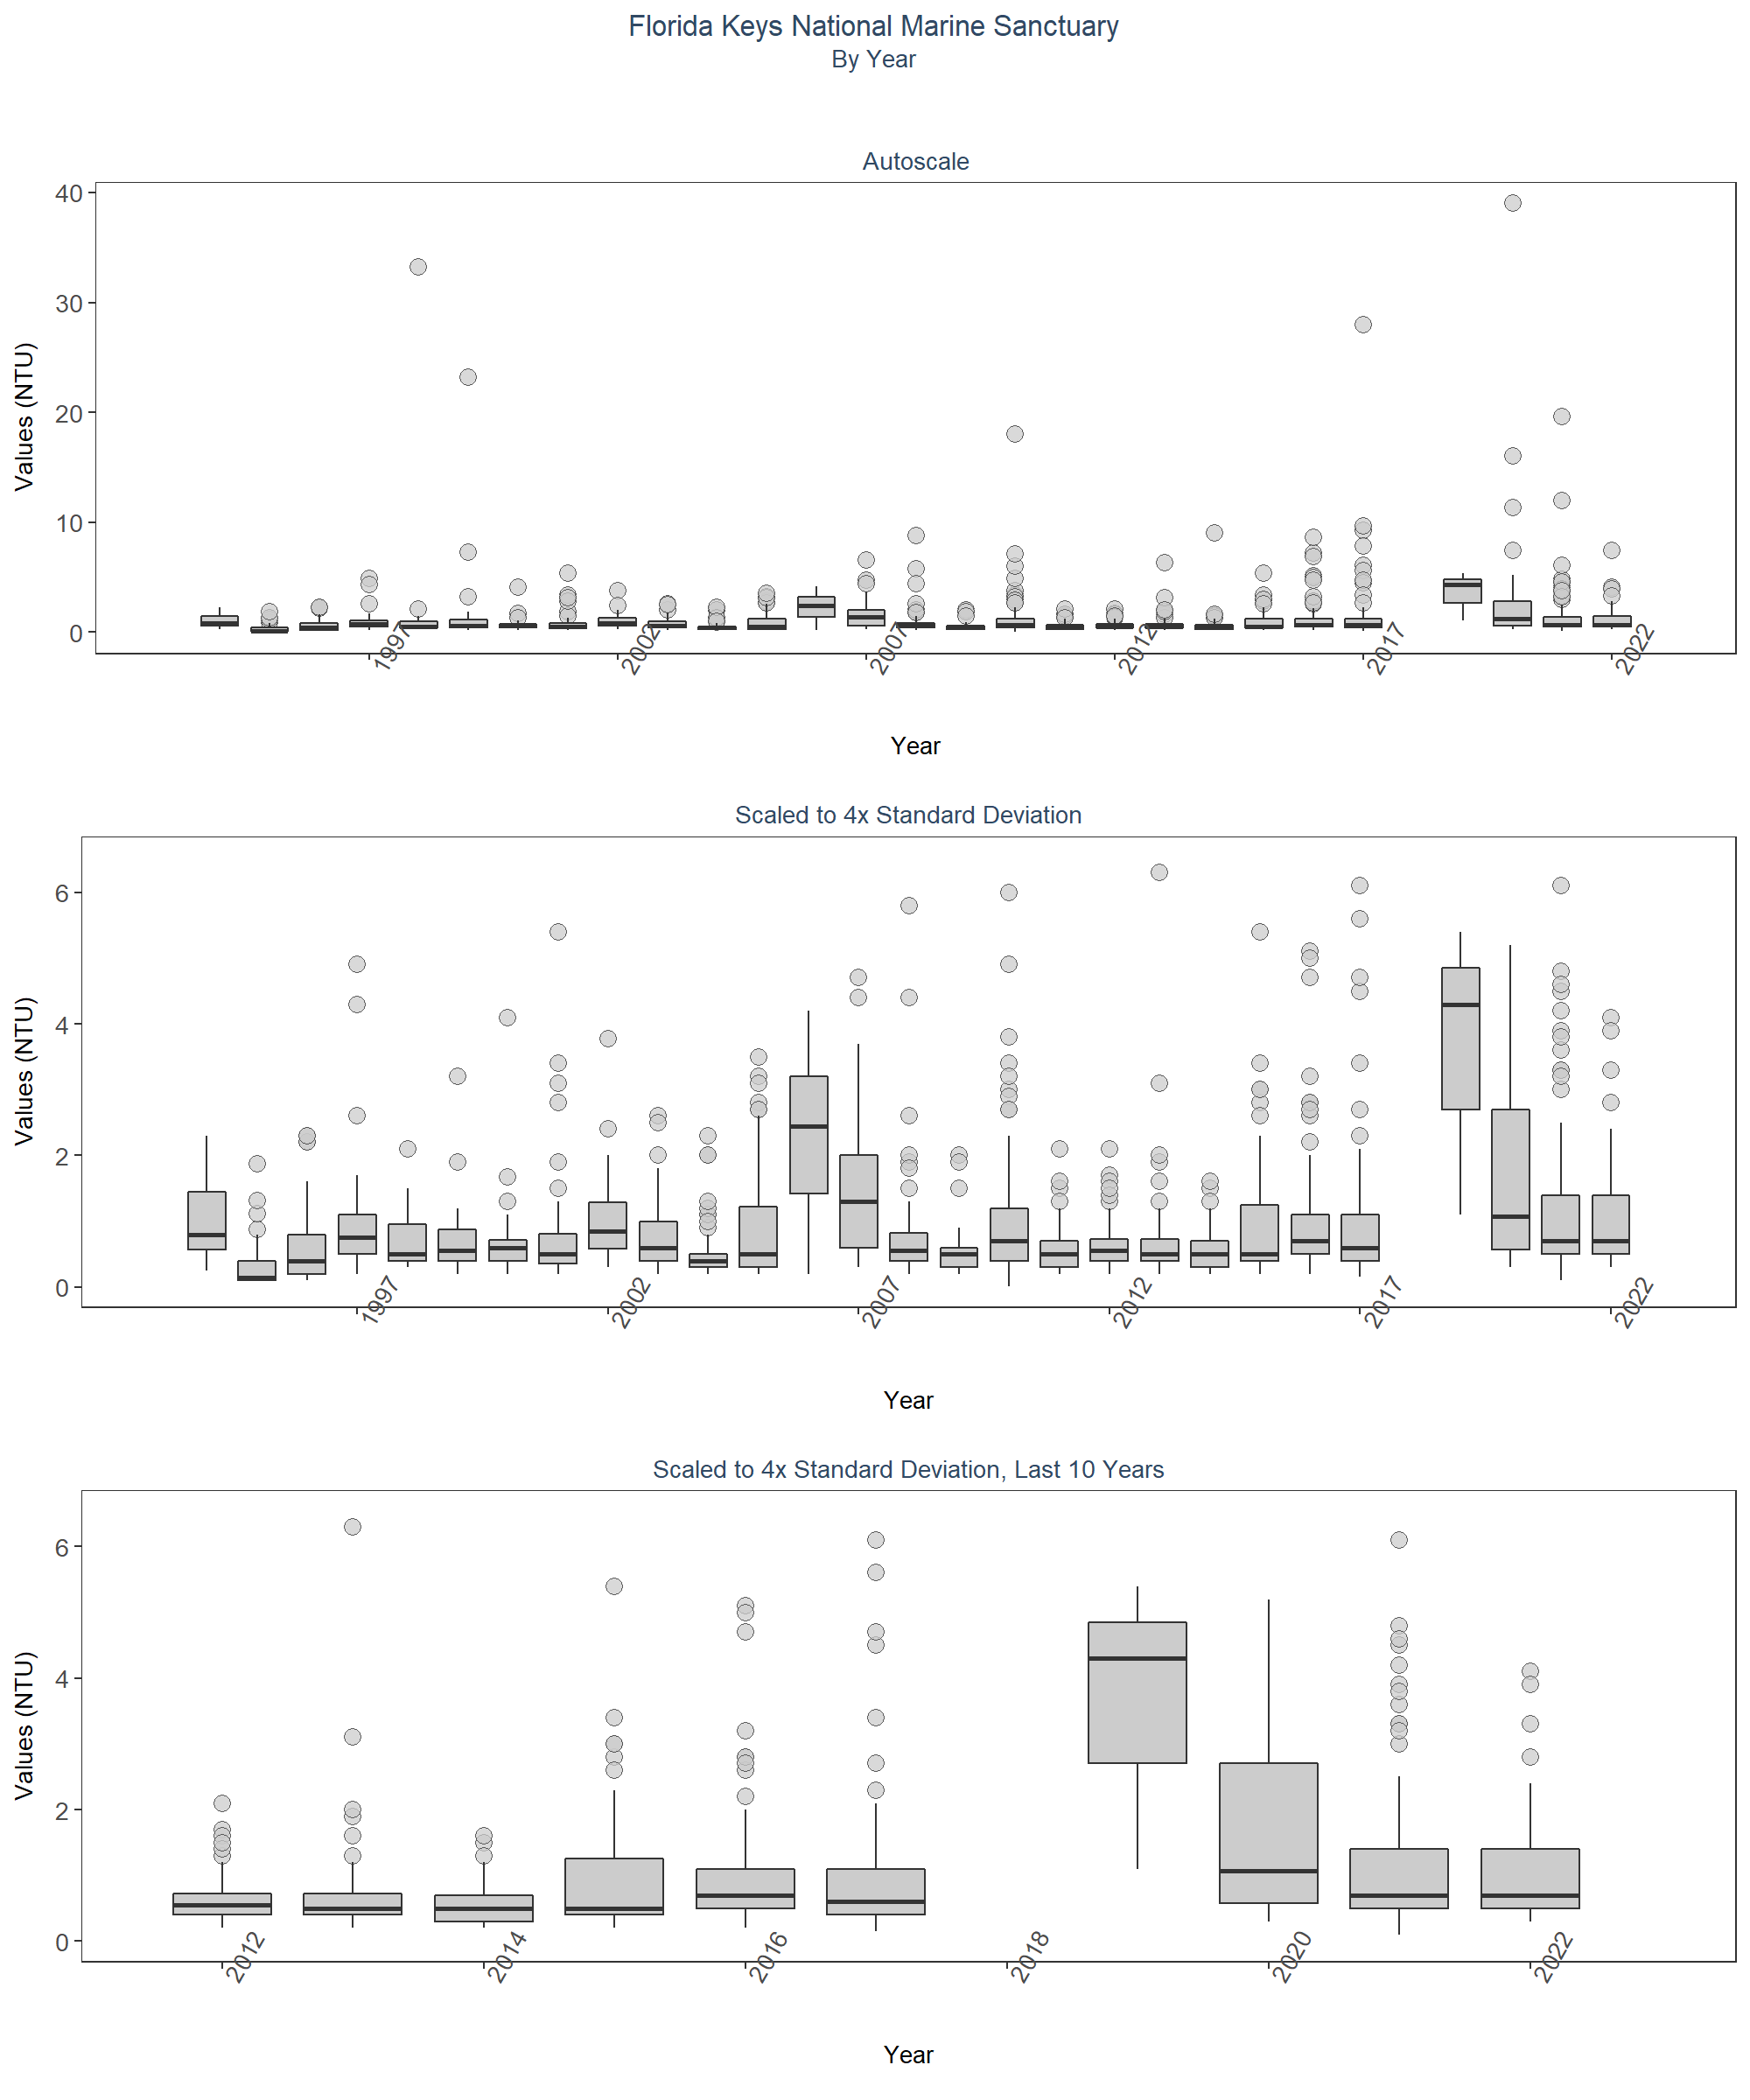 Florida Keys National Marine Sanctuary
By Year
Autoscale
Values (NTU)
40
30
20
10
0
1997
2002
2007
2012
2017
2022
Year
Scaled to 4x Standard Deviation
Values (NTU)
6
4
2
0
1997
2002
2007
2012
2017
2022
Year
Scaled to 4x Standard Deviation, Last 10 Years
Values (NTU)
6
4
2
0
2012
2014
2016
2018
2020
2022
Year